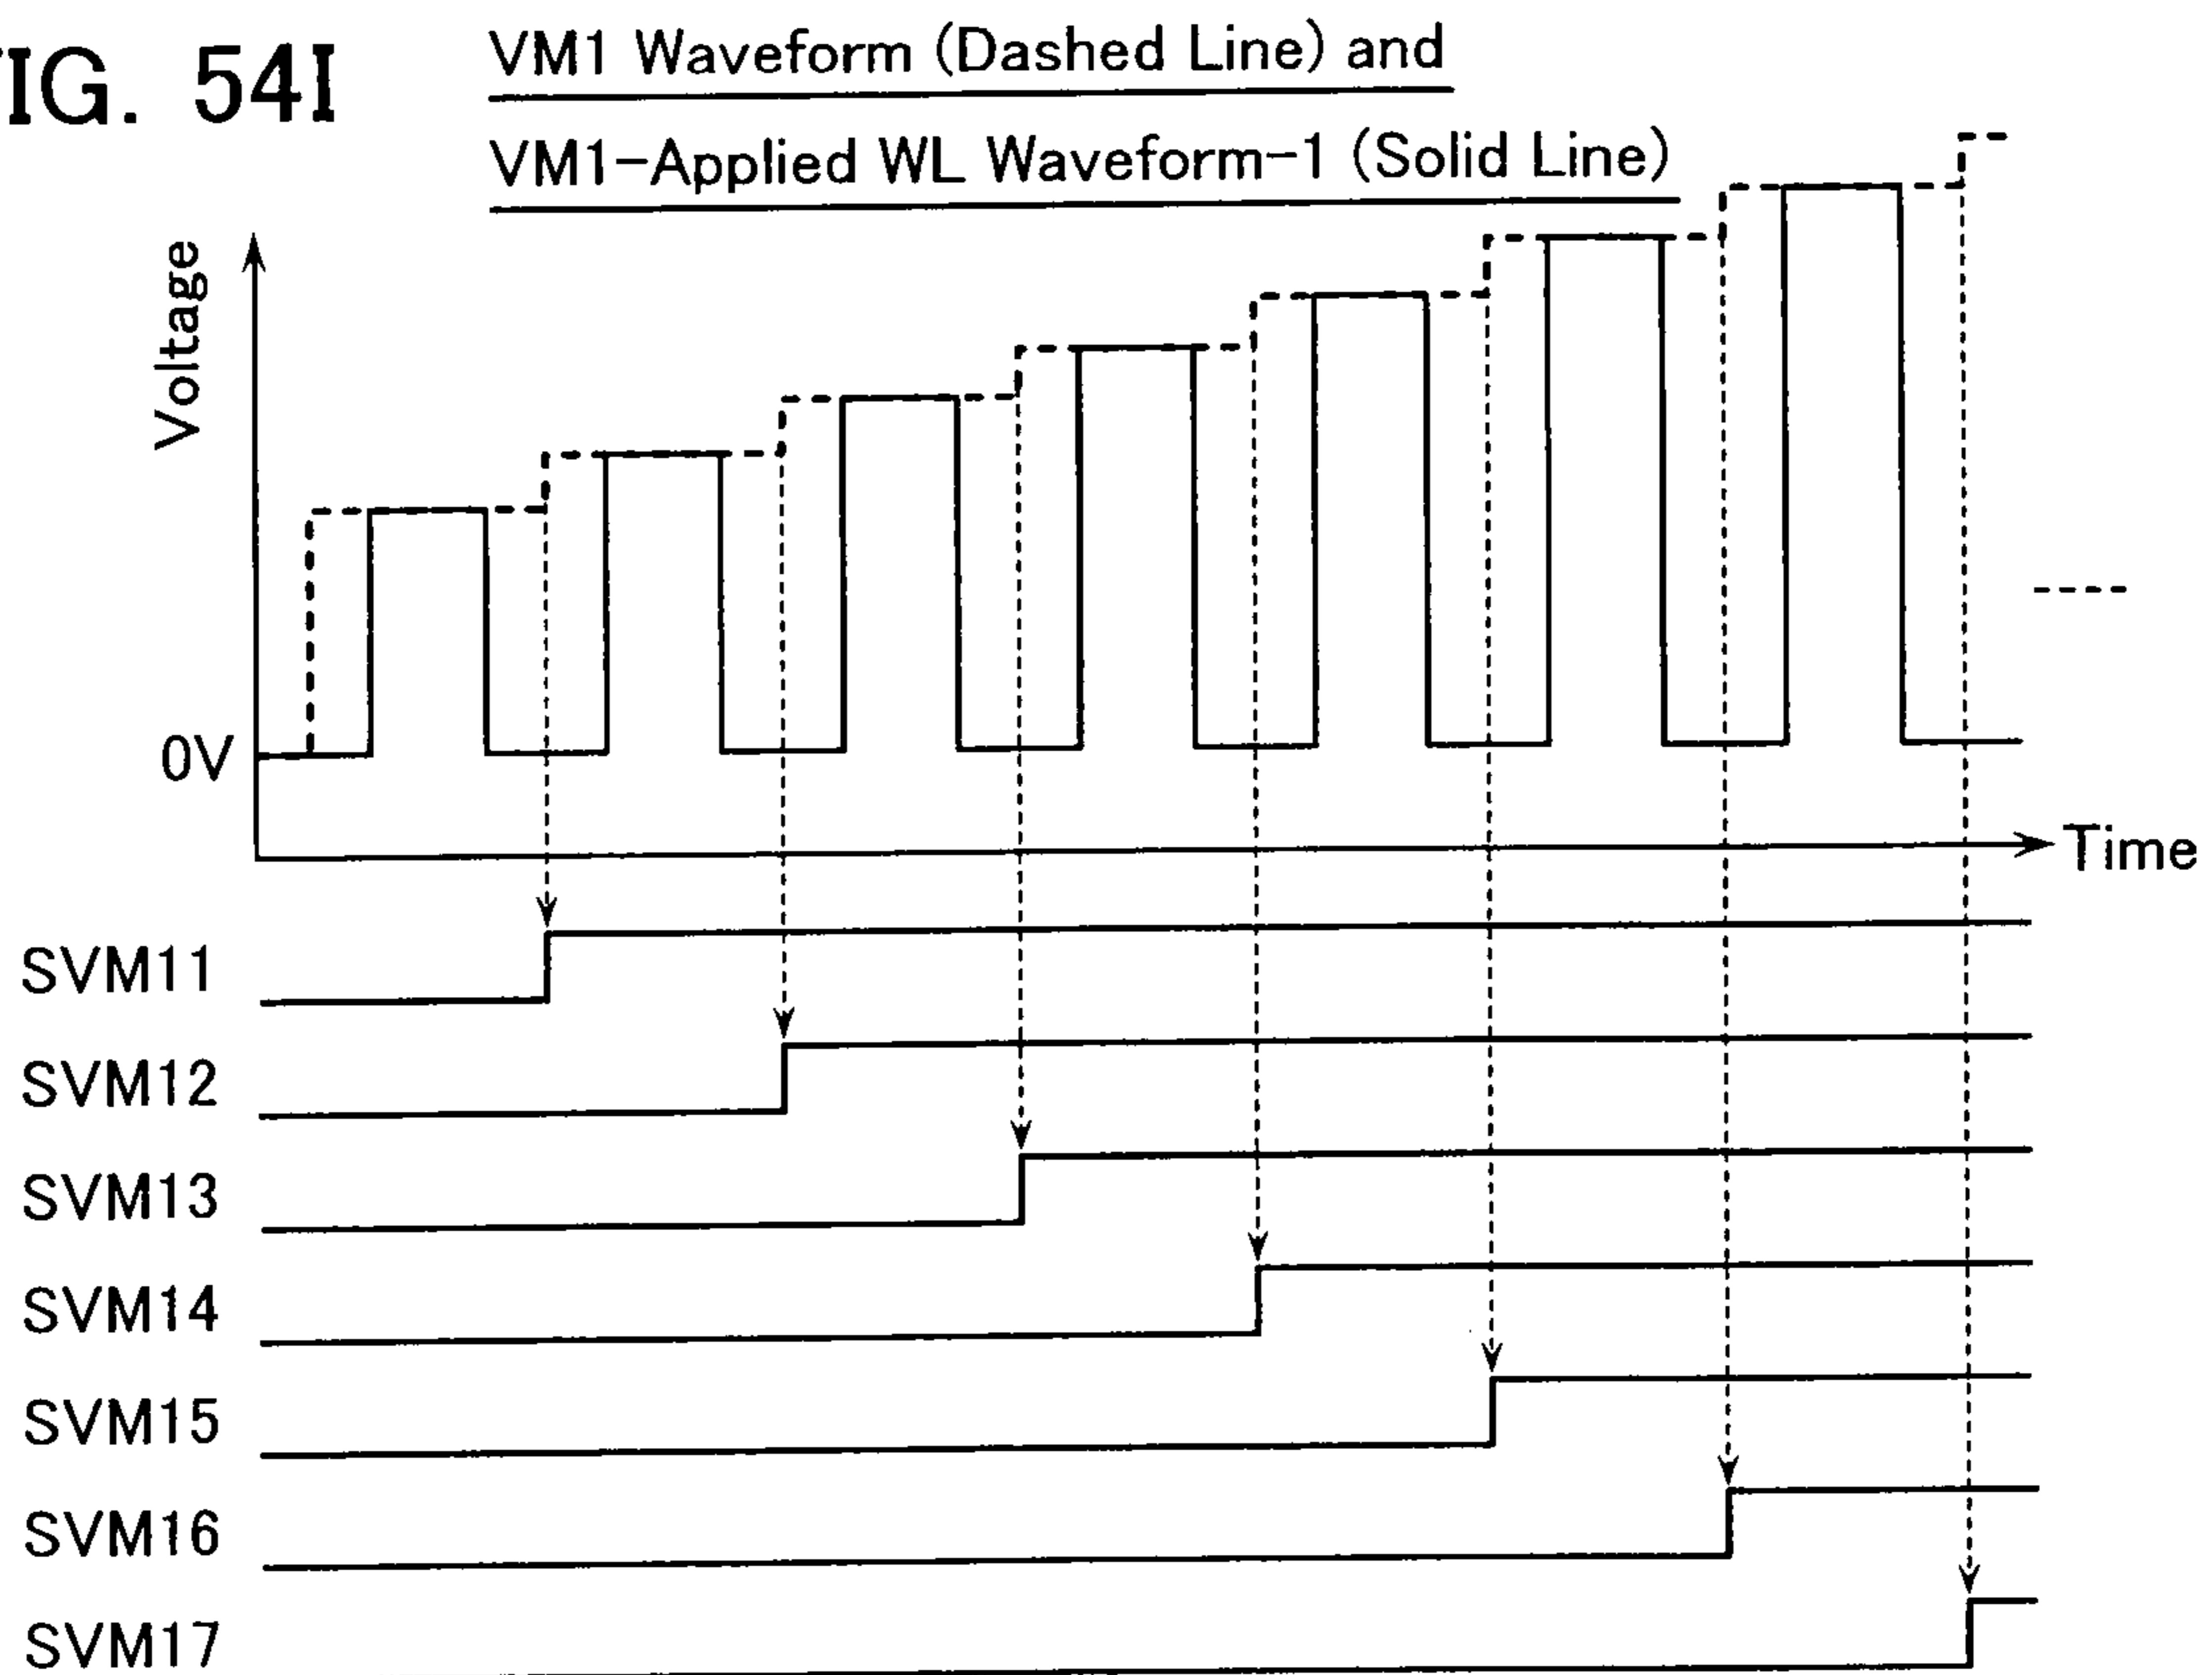 IG. 54I
VM1 Waveform (Dashed Line) and
VM1-Applied WL Waveform-1 (Solid Line)
Voltage
0V
Time
SVM11
SVM12
SVM13
SVM14
SVM15
SVM16
SVM17